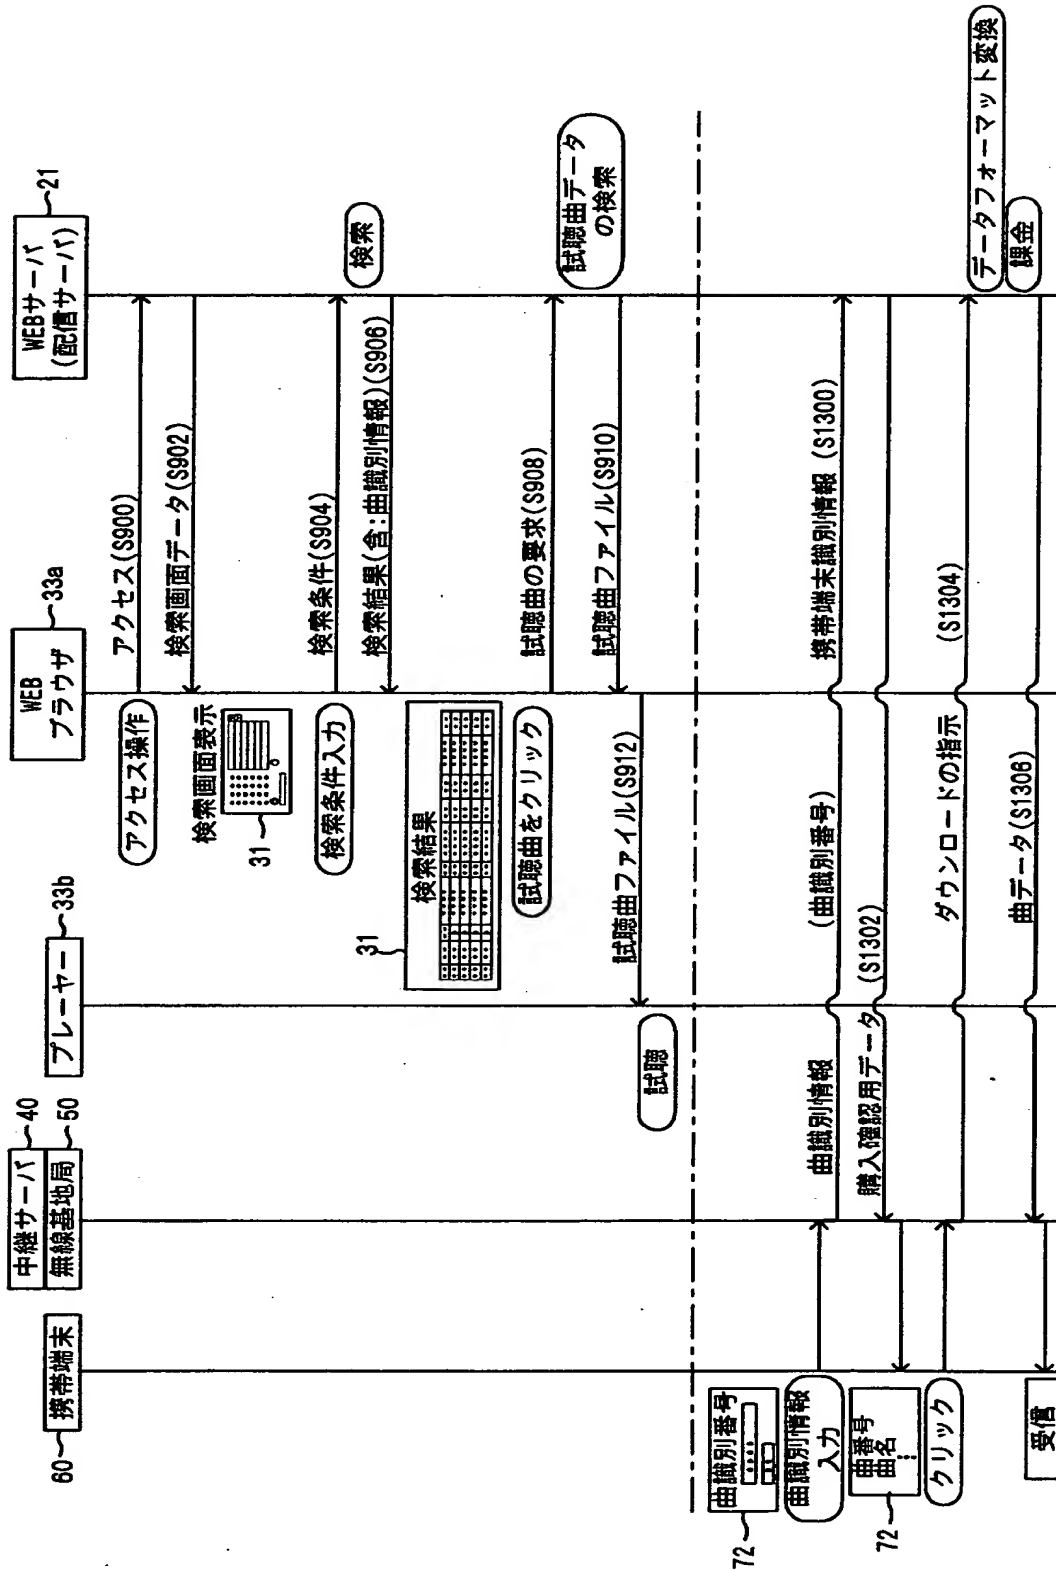 60 携帯端末
中継サーバ 40
無線基地局 50
プレーヤー 33b
WEB
ブラウザ 33a
WEBサーバ
(配信サーバ) 21
アクセス操作
アクセス(S900)
検索画面データ(S902)
検索画面表示
31
検索条件入力
検索条件(S904)
検索
検索結果(含:曲識別情報)(S906)
31
検索結果
試聴曲をクリック
試聴曲の要求(S908)
試聴曲データ
の検索
試聴曲ファイル(S910)
試聴曲ファイル(S912)
試聴
曲識別番号
72
曲識別情報
入力
曲識別情報 (曲識別番号) 携帯端末識別情報 (S1300)
購入確認用データ (S1302)
曲番号
曲名
72
クリック
ダウンロードの指示 (S1304)
データフォーマット変換
課金
曲データ(S1306)
受信